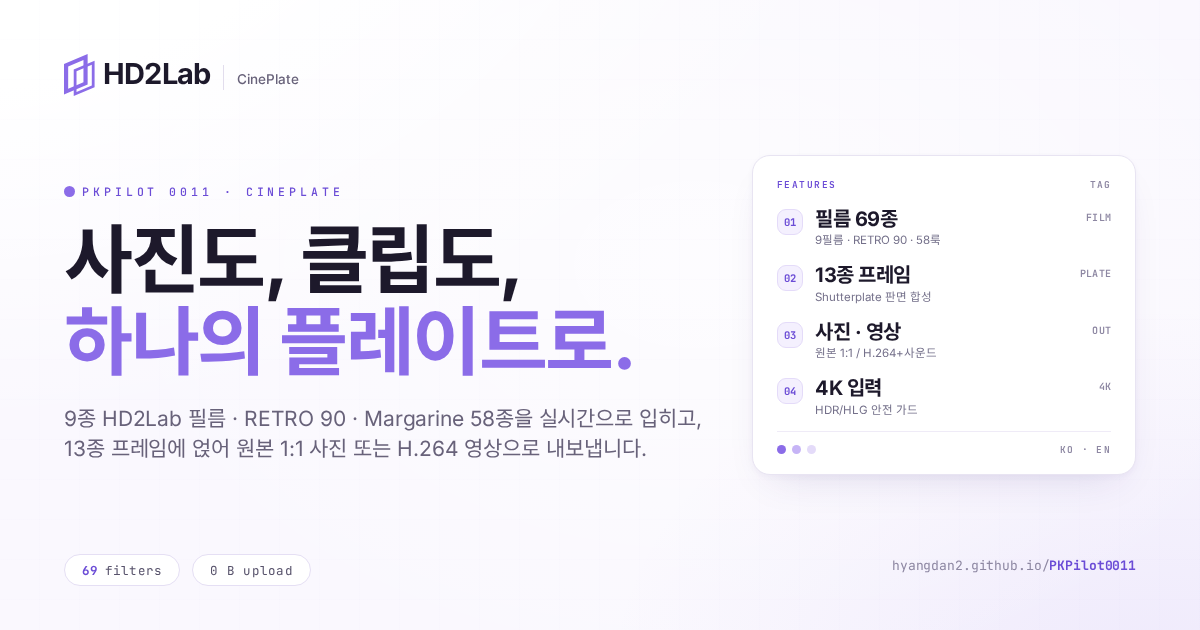 HD2Lab
CinePlate
PKPILOT 0011 · CINEPLATE
사진도, 클립도,
하나의 플레이트로.
9종 HD2Lab 필름 · RETRO 90 · Margarine 58종을 실시간으로 입히고,
13종 프레임에 얹어 원본 1:1 사진 또는 H.264 영상으로 내보냅니다.
69 filters
0 B upload
FEATURES TAG
01 필름 69종 FILM
9필름 · RETRO 90 · 58룩
02 13종 프레임 PLATE
Shutterplate 판면 합성
03 사진 · 영상 OUT
원본 1:1 / H.264+사운드
04 4K 입력 4K
HDR/HLG 안전 가드
KO · EN
hyangdan2.github.io/PKPilot0011